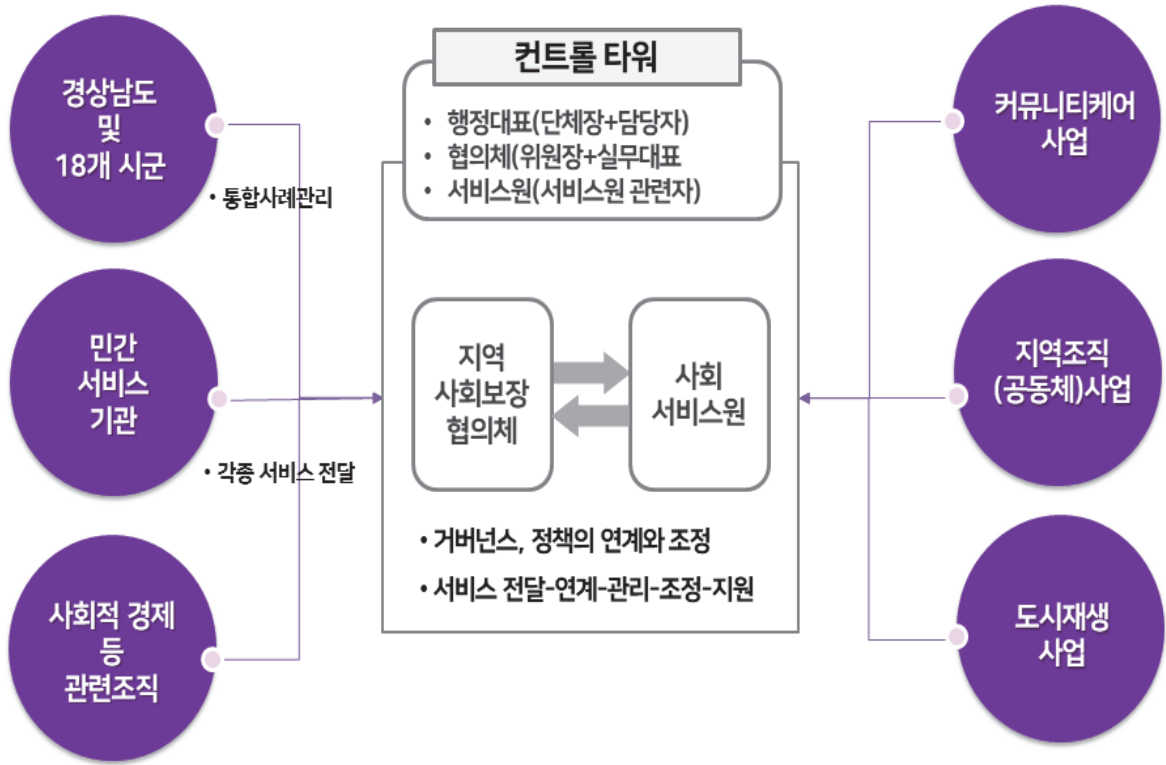 컨트롤 타워
• 행정대표(단체장+담당자)
• 협의체(위원장+실무대표
• 서비스원(서비스원 관련자)
경상남도
및
18개 시군
• 통합사례관리
민간
서비스
기관
• 각종 서비스 전달
사회적 경제
등
관련조직
지역
사회보장
협의체
사회
서비스원
• 거버넌스, 정책의 연계와 조정
• 서비스 전달-연계-관리-조정-지원
커뮤니티케어
사업
지역조직
(공동체)사업
도시재생
사업